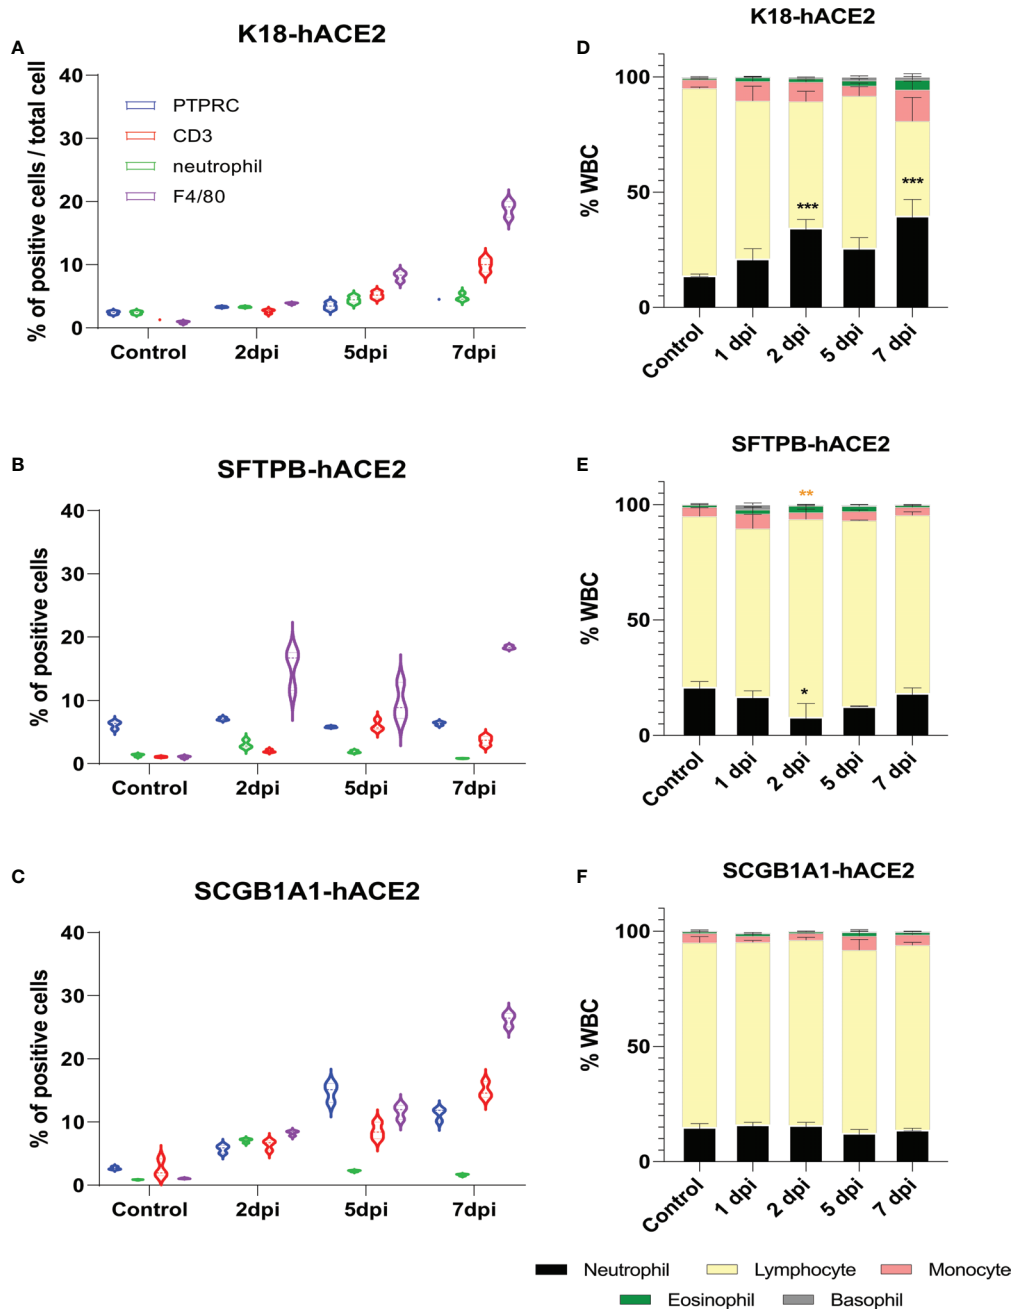 A
K18-hACE2
% of positive cells / total cell
40
30
20
10
0
PTPRC
CD3
neutrophil
F4/80
Control 2dpi 5dpi 7dpi
B
SFTPB-hACE2
% of positive cells
40
30
20
10
0
Control 2dpi 5dpi 7dpi
C
SCGB1A1-hACE2
% of positive cells
40
30
20
10
0
Control 2dpi 5dpi 7dpi
D
K18-hACE2
% WBC
100
50
0
***
***
Control 1 dpi 2 dpi 5 dpi 7 dpi
E
SFTPB-hACE2
% WBC
100
50
0
**
*
Control 1 dpi 2 dpi 5 dpi 7 dpi
F
SCGB1A1-hACE2
% WBC
100
50
0
Control 1 dpi 2 dpi 5 dpi 7 dpi
Neutrophil Lymphocyte Monocyte
Eosinophil Basophil